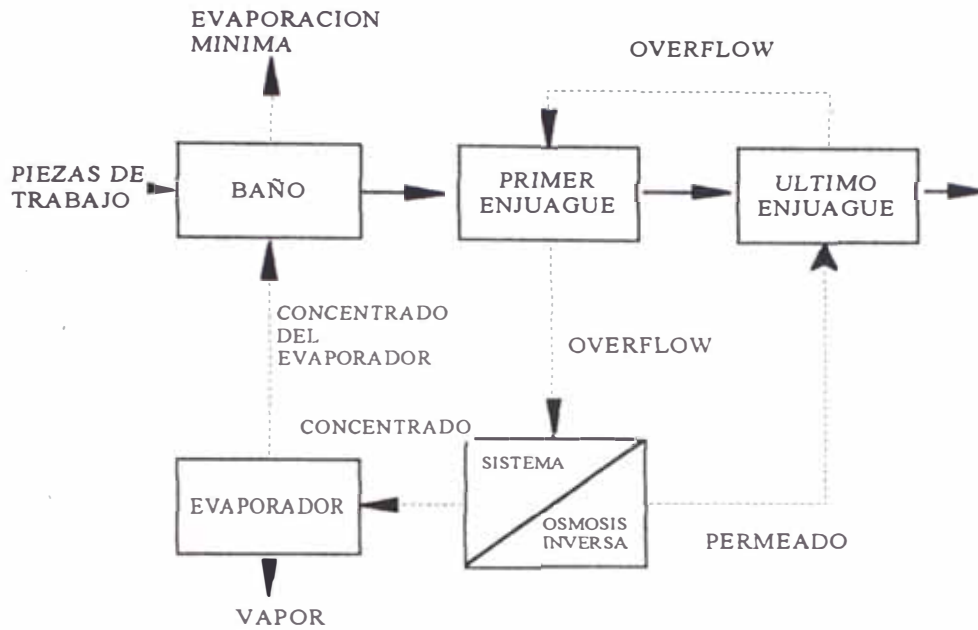 EVAPORACION
MINIMA
OVERFLOW
PIEZAS DE
TRABAJO
BAÑO
PRIMER
ENJUAGUE
ULTIMO
ENJUAGUE
CONCENTRADO
DEL
EVAPORADOR
OVERFLOW
CONCENTRADO
SISTEMA
OSMOSIS
INVERSA
EVAPORADOR
PERMEADO
VAPOR